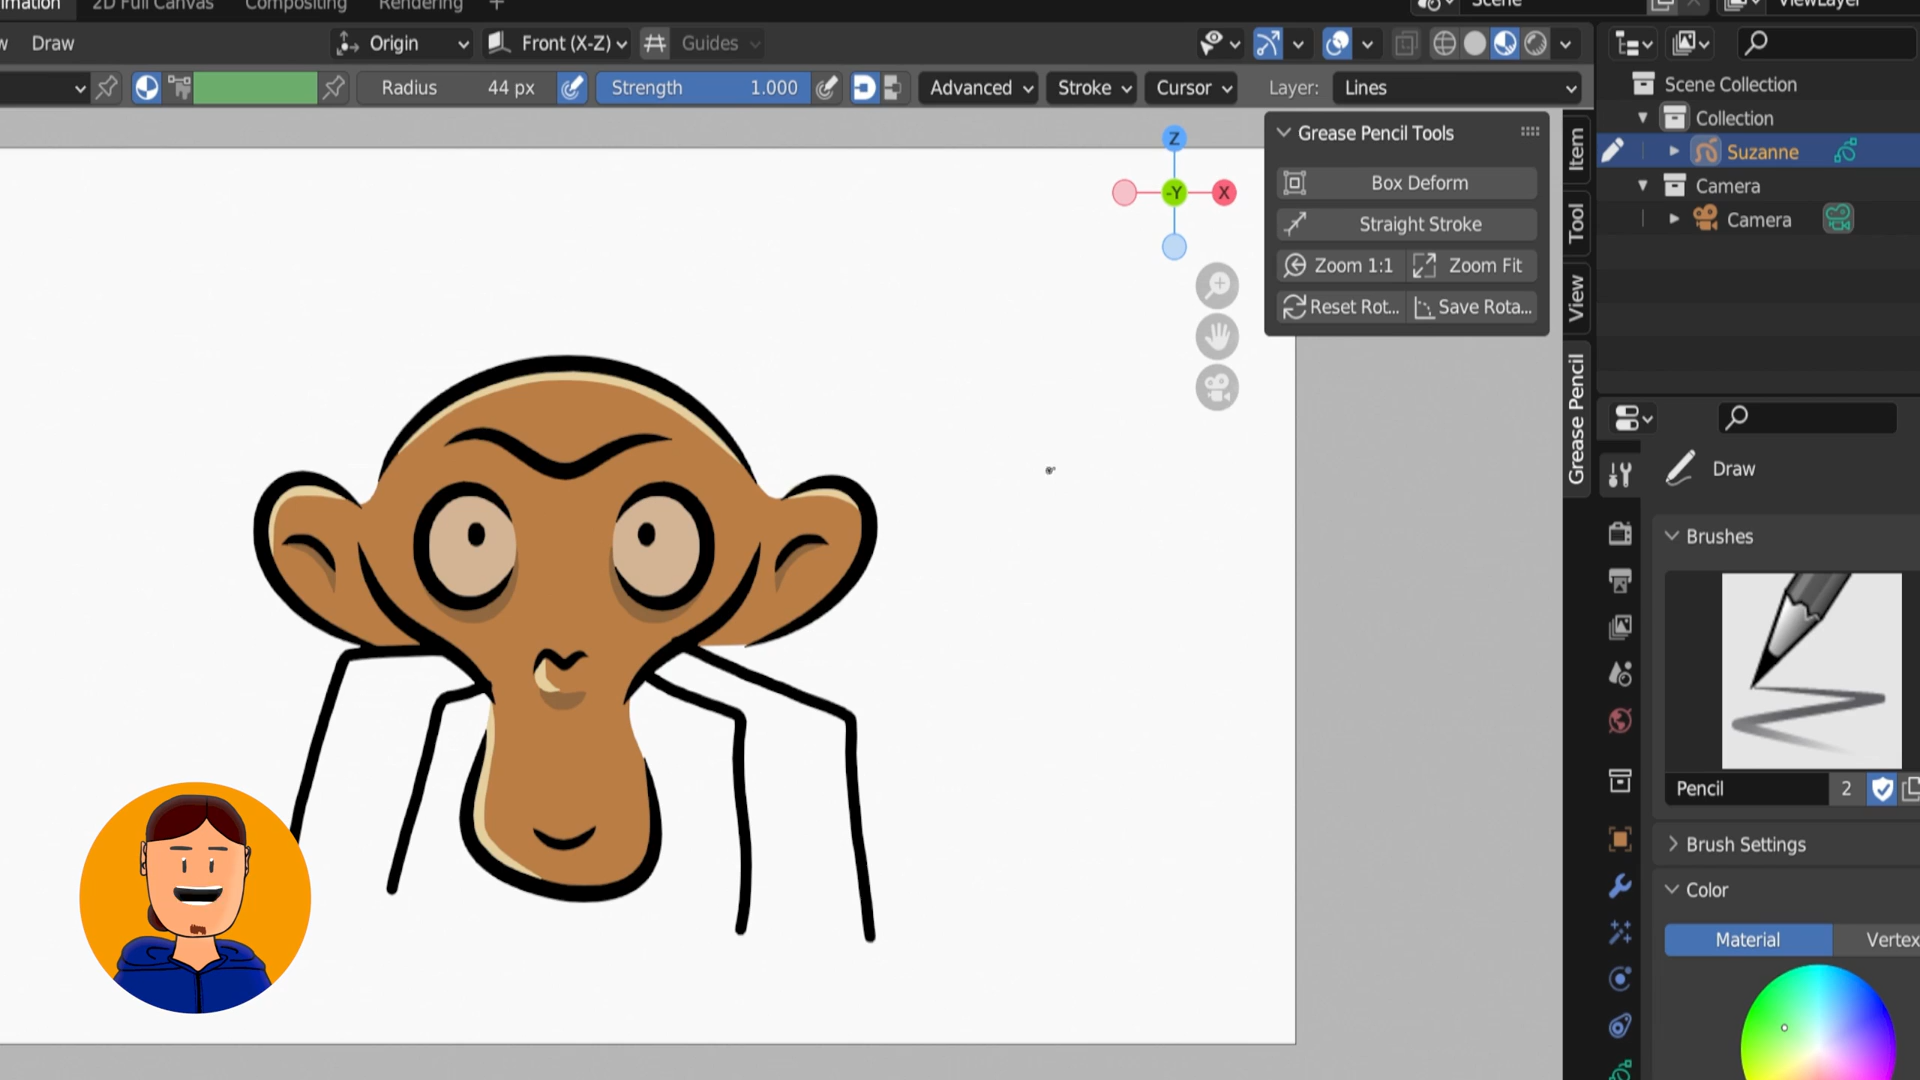 2D Full Canvas
Compositing
Rendering
+
Scene
ViewLayer
Draw
Origin
Front (X-Z)
Guides
Radius 44 px
Strength 1.000
Advanced
Stroke
Cursor
Layer:
Lines
Z
-Y
X
Grease Pencil Tools
Box Deform
Straight Stroke
Zoom 1:1
Zoom Fit
Reset Rot...
Save Rota...
Item
Tool
View
Grease Pencil
Scene Collection
Collection
Suzanne
Camera
Camera
Draw
Brushes
Pencil
2
Brush Settings
Color
Material
Vertex